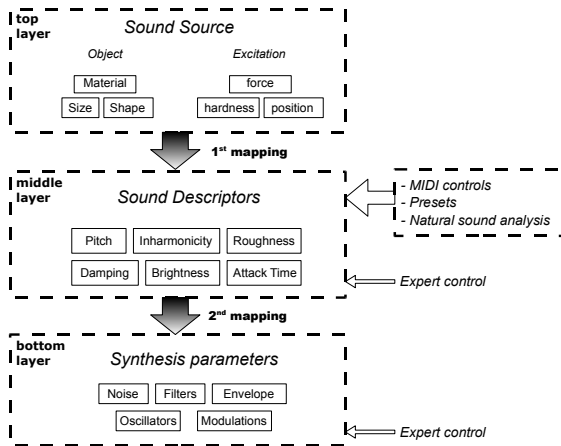 top
layer
Sound Source
Object
Excitation
Material
force
Size
Shape
hardness
position
1st mapping
middle
layer
Sound Descriptors
- MIDI controls
- Presets
- Natural sound analysis
Pitch
Inharmonicity
Roughness
Damping
Brightness
Attack Time
Expert control
2nd mapping
bottom
layer
Synthesis parameters
Noise
Filters
Envelope
Oscillators
Modulations
Expert control